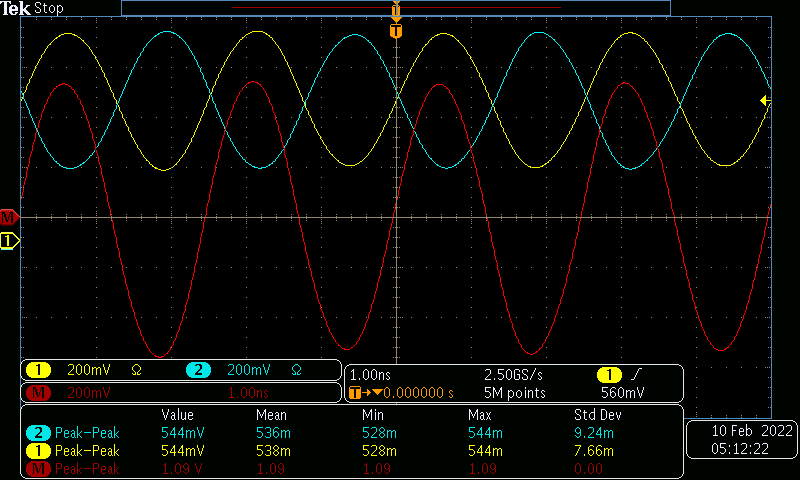 Tek Stop
T
T
M
1
1 200mV Ω 2 200mV Ω
M 200mV 1.00ns
1.00ns 2.50GS/s 1
T→▼0.000000 s 5M points 560mV
Value Mean Min Max Std Dev
2 Peak-Peak 544mV 536m 528m 544m 9.24m
1 Peak-Peak 544mV 538m 528m 544m 7.66m
M Peak-Peak 1.09 V 1.09 1.09 1.09 0.00
10 Feb 2022
05:12:22